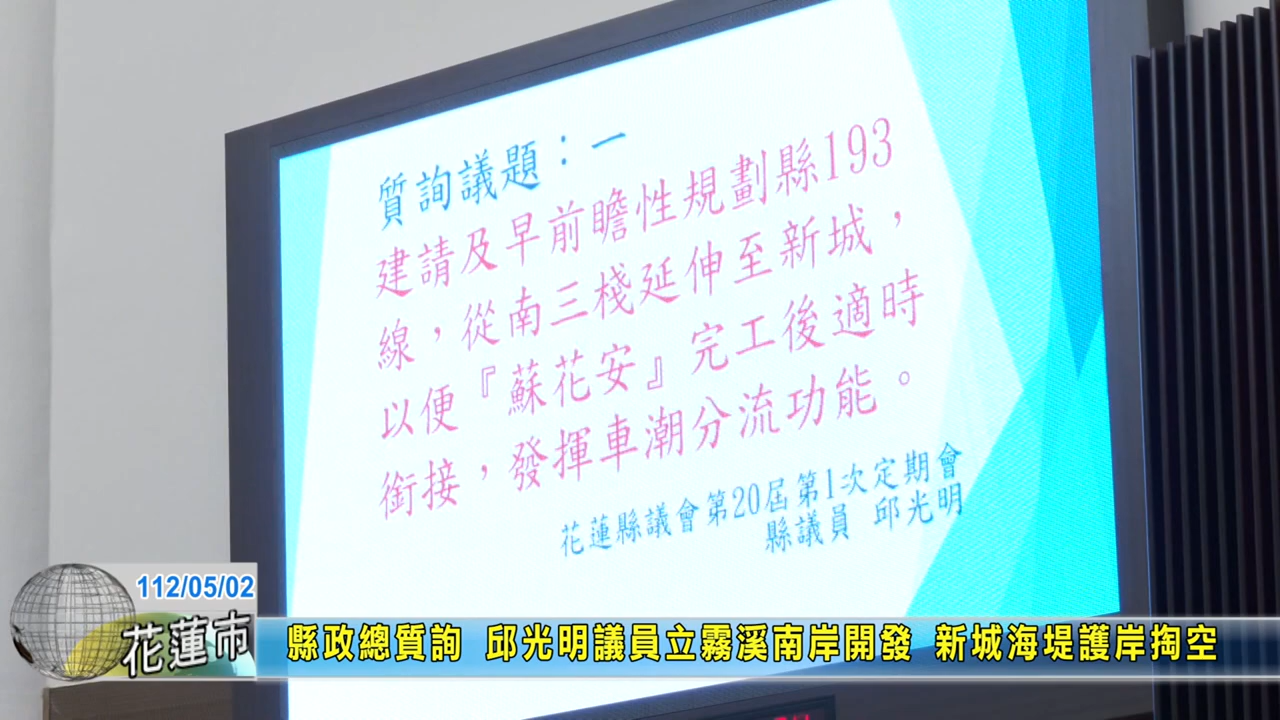 質詢議題：一
建請及早前瞻性規劃縣193
線，從南三棧延伸至新城，
以便『蘇花安』完工後適時
銜接，發揮車潮分流功能。
花蓮縣議會第20屆第1次定期會
縣議員 邱光明
112/05/02
花蓮市
縣政總質詢 邱光明議員立霧溪南岸開發 新城海堤護岸掏空